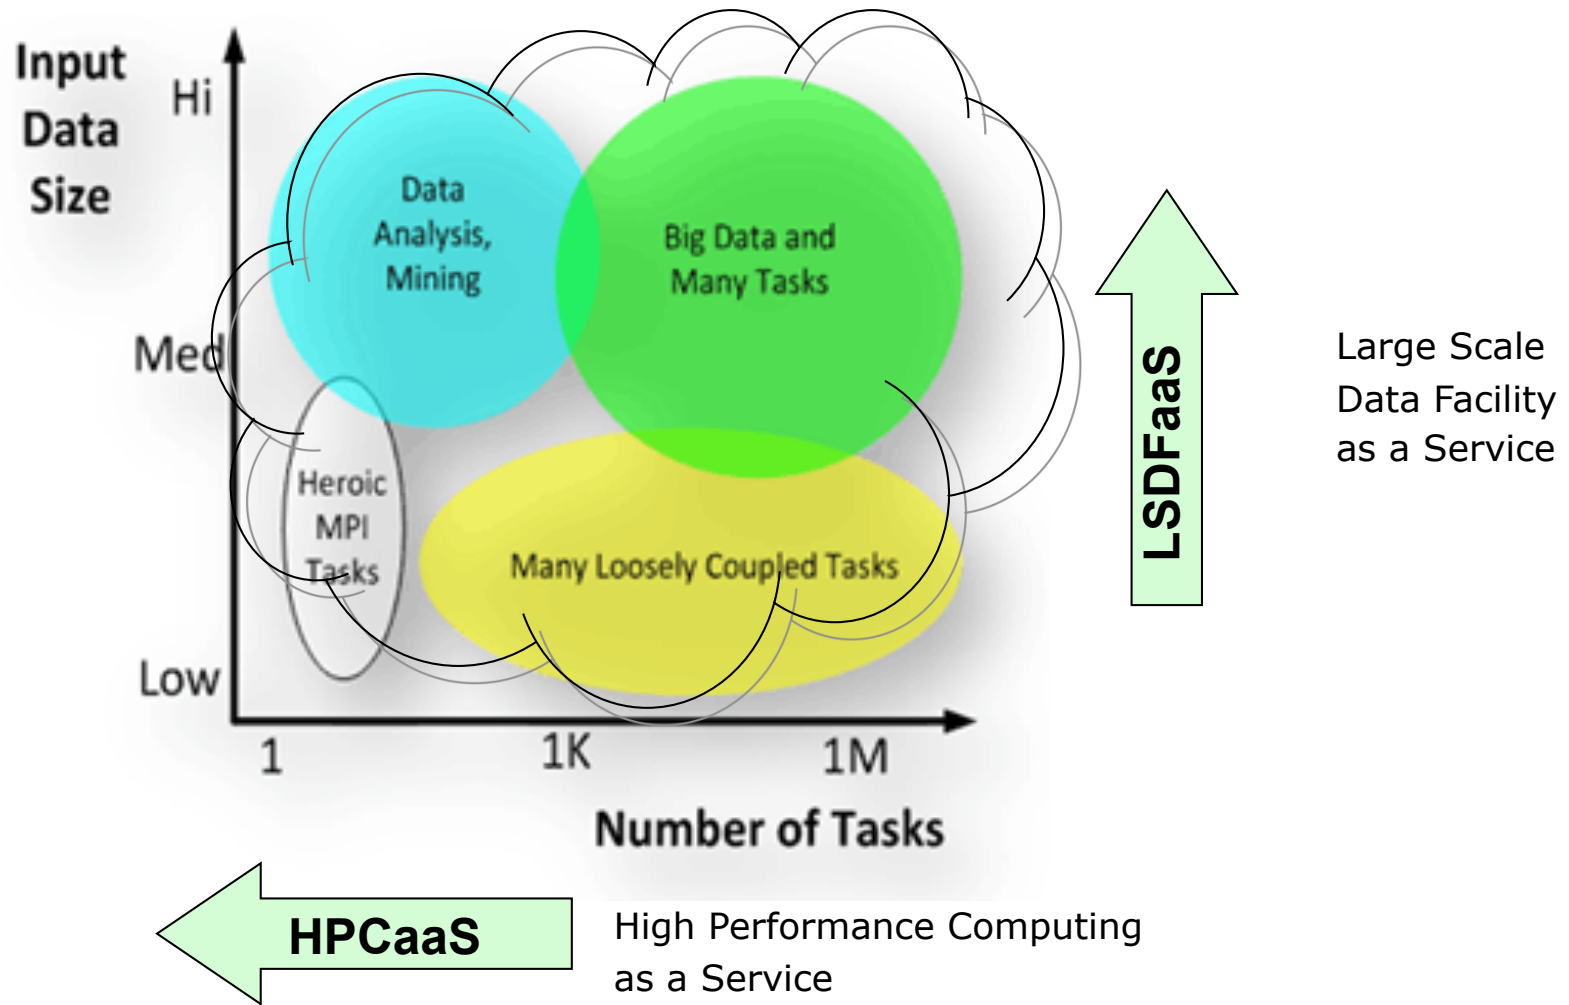 Input
Data
Size
Hi
Med
Low
Data
Analysis,
Mining
Big Data and
Many Tasks
Heroic
MPI
Tasks
Many Loosely Coupled Tasks
1
1K
1M
Number of Tasks
LSDFaaS
Large Scale
Data Facility
as a Service
HPCaaS
High Performance Computing
as a Service